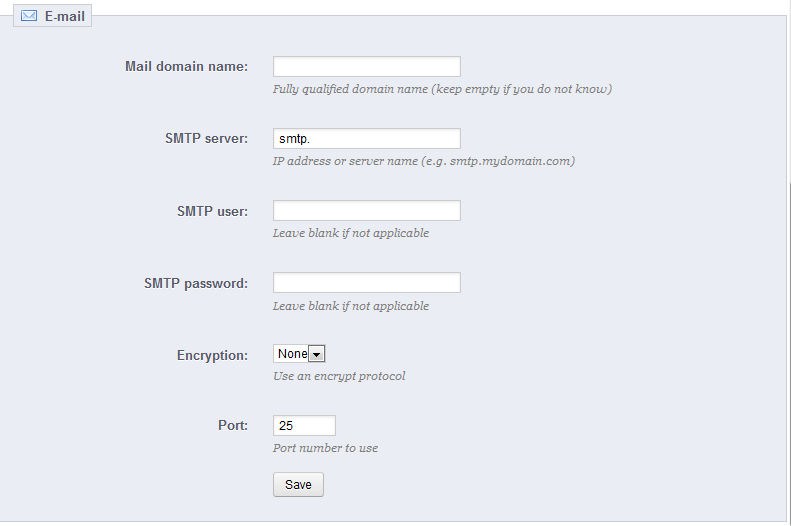 E-mail
Mail domain name:
Fully qualified domain name (keep empty if you do not know)
SMTP server: smtp.
IP address or server name (e.g. smtp.mydomain.com)
SMTP user:
Leave blank if not applicable
SMTP password:
Leave blank if not applicable
Encryption: None
Use an encrypt protocol
Port: 25
Port number to use
Save